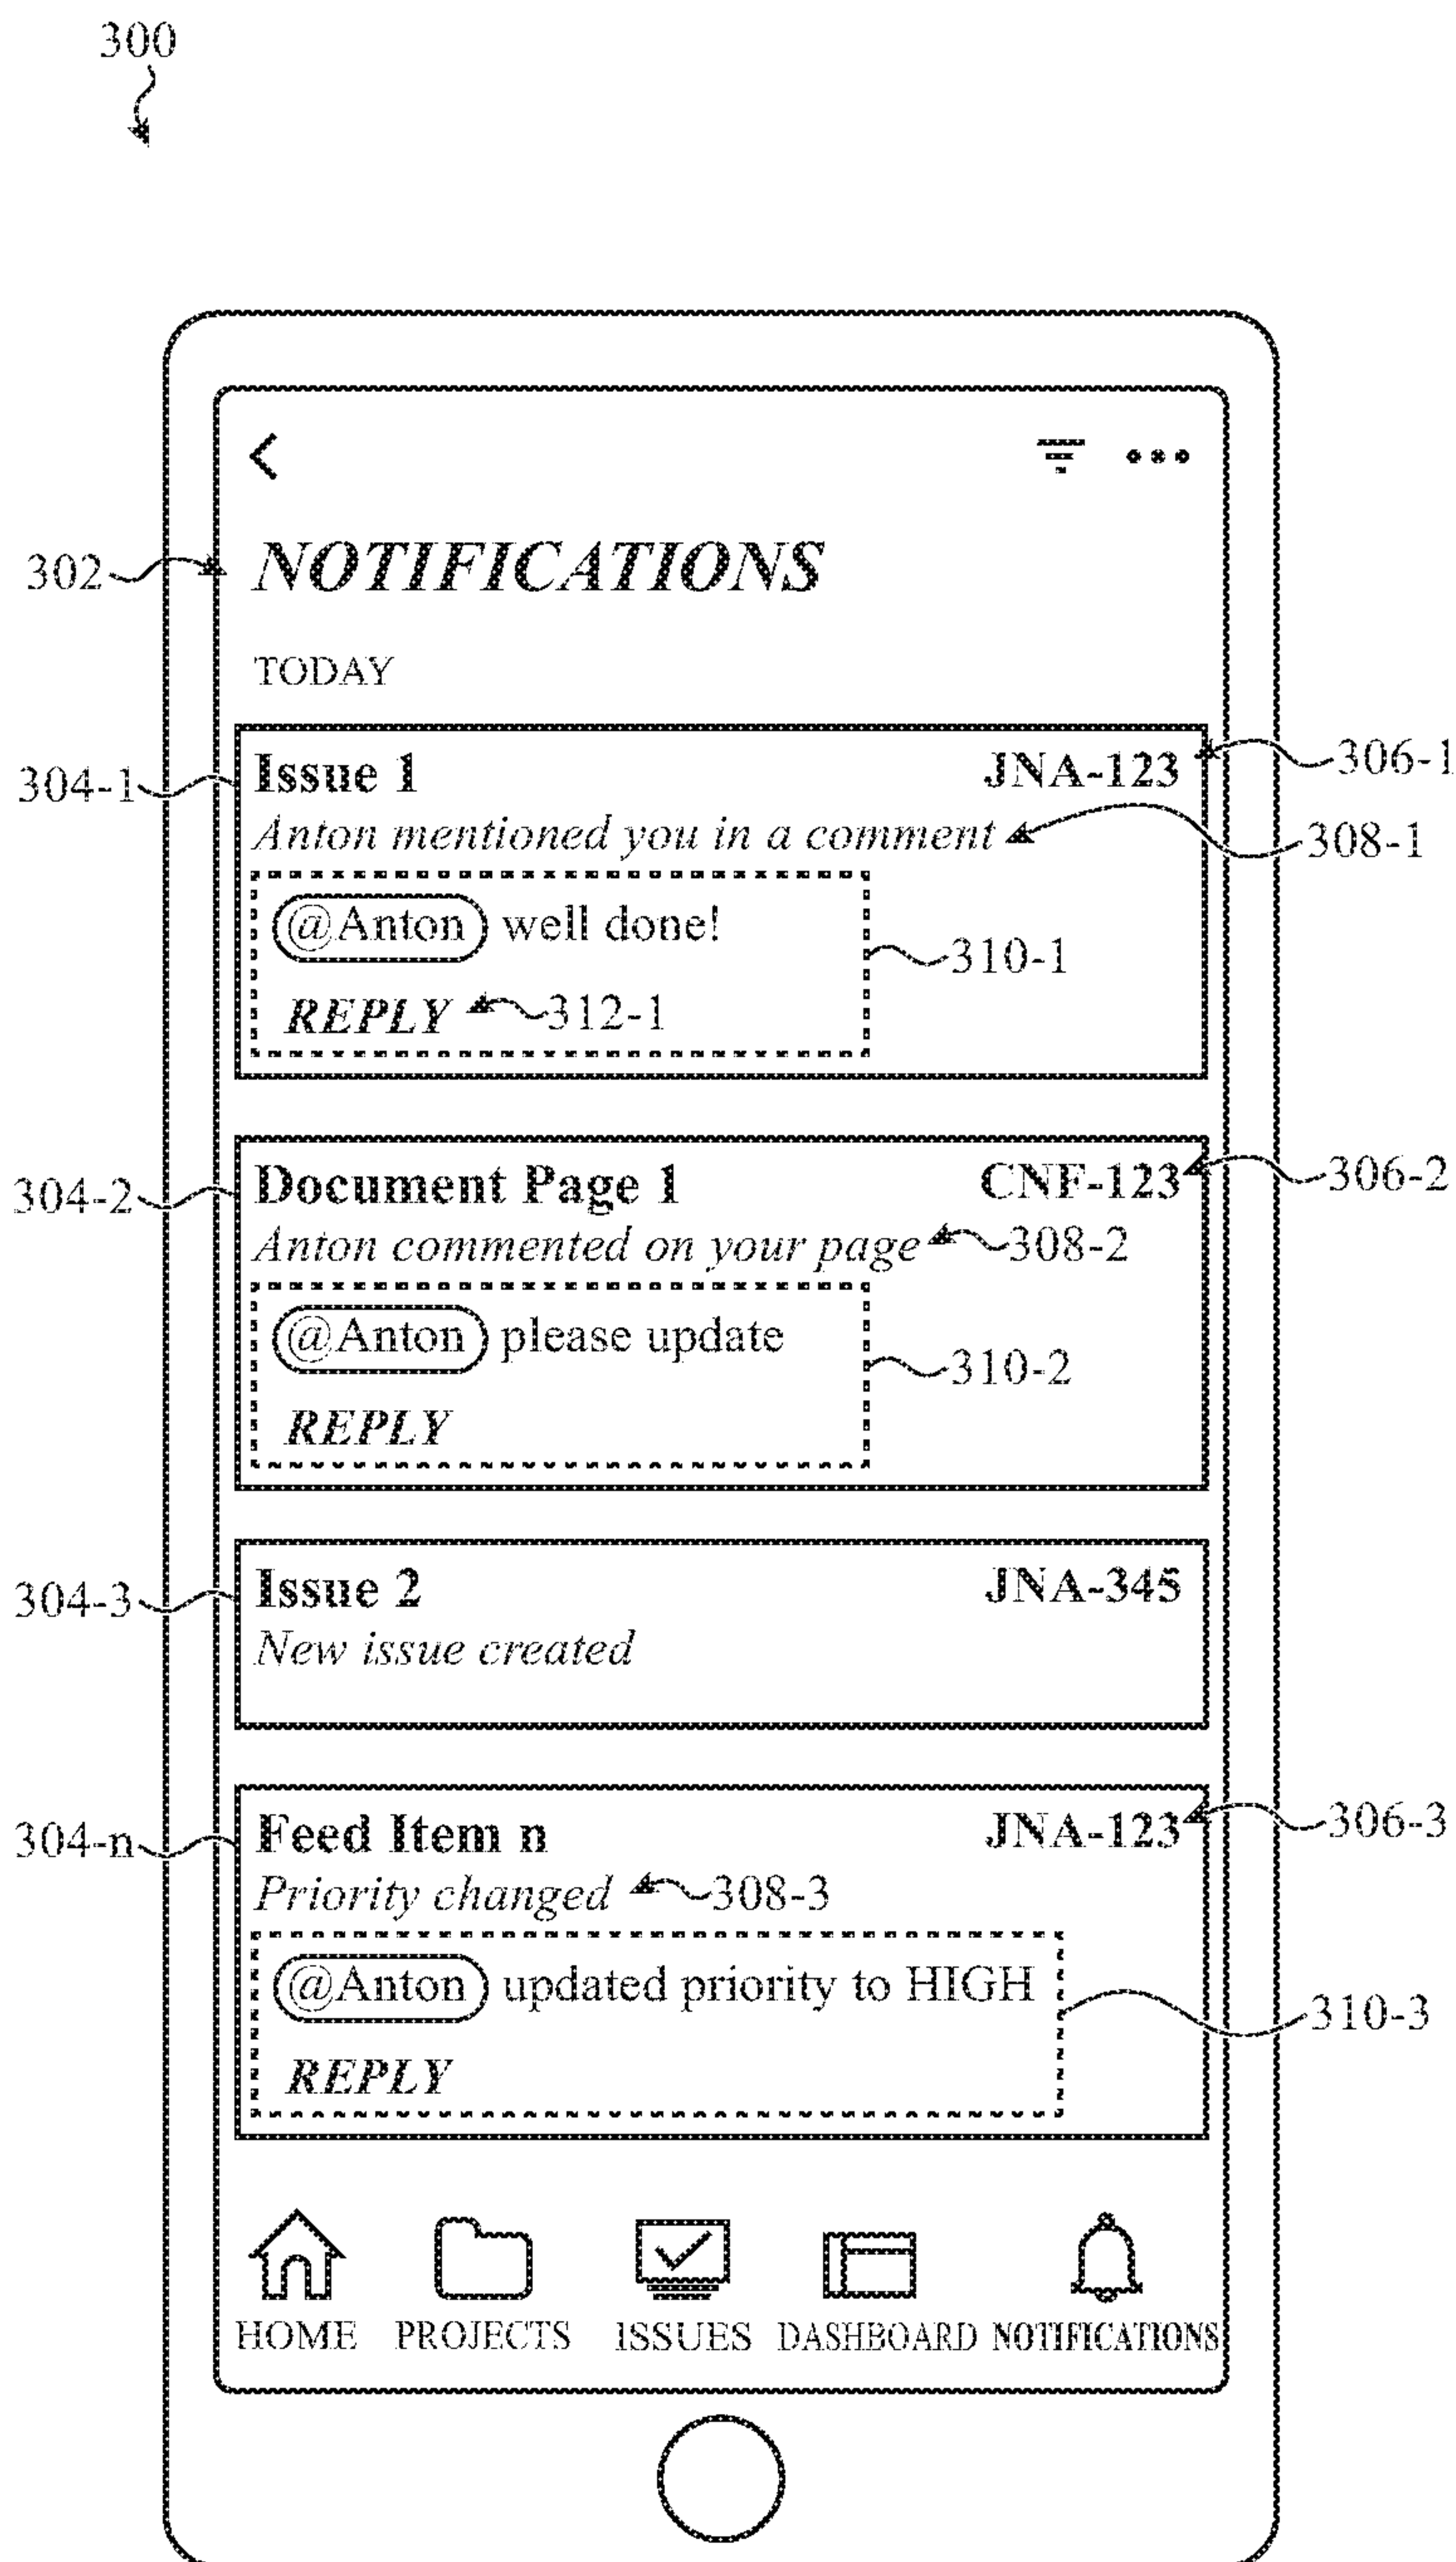 300
302
NOTIFICATIONS
TODAY
304-1
Issue 1 JNA-123
306-1
Anton mentioned you in a comment
308-1
@Anton well done!
310-1
REPLY
312-1
304-2
Document Page 1 CNF-123
306-2
Anton commented on your page
308-2
@Anton please update
310-2
REPLY
304-3
Issue 2 JNA-345
New issue created
304-n
Feed Item n JNA-123
306-3
Priority changed
308-3
@Anton updated priority to HIGH
310-3
REPLY
HOME PROJECTS ISSUES DASHBOARD NOTIFICATIONS